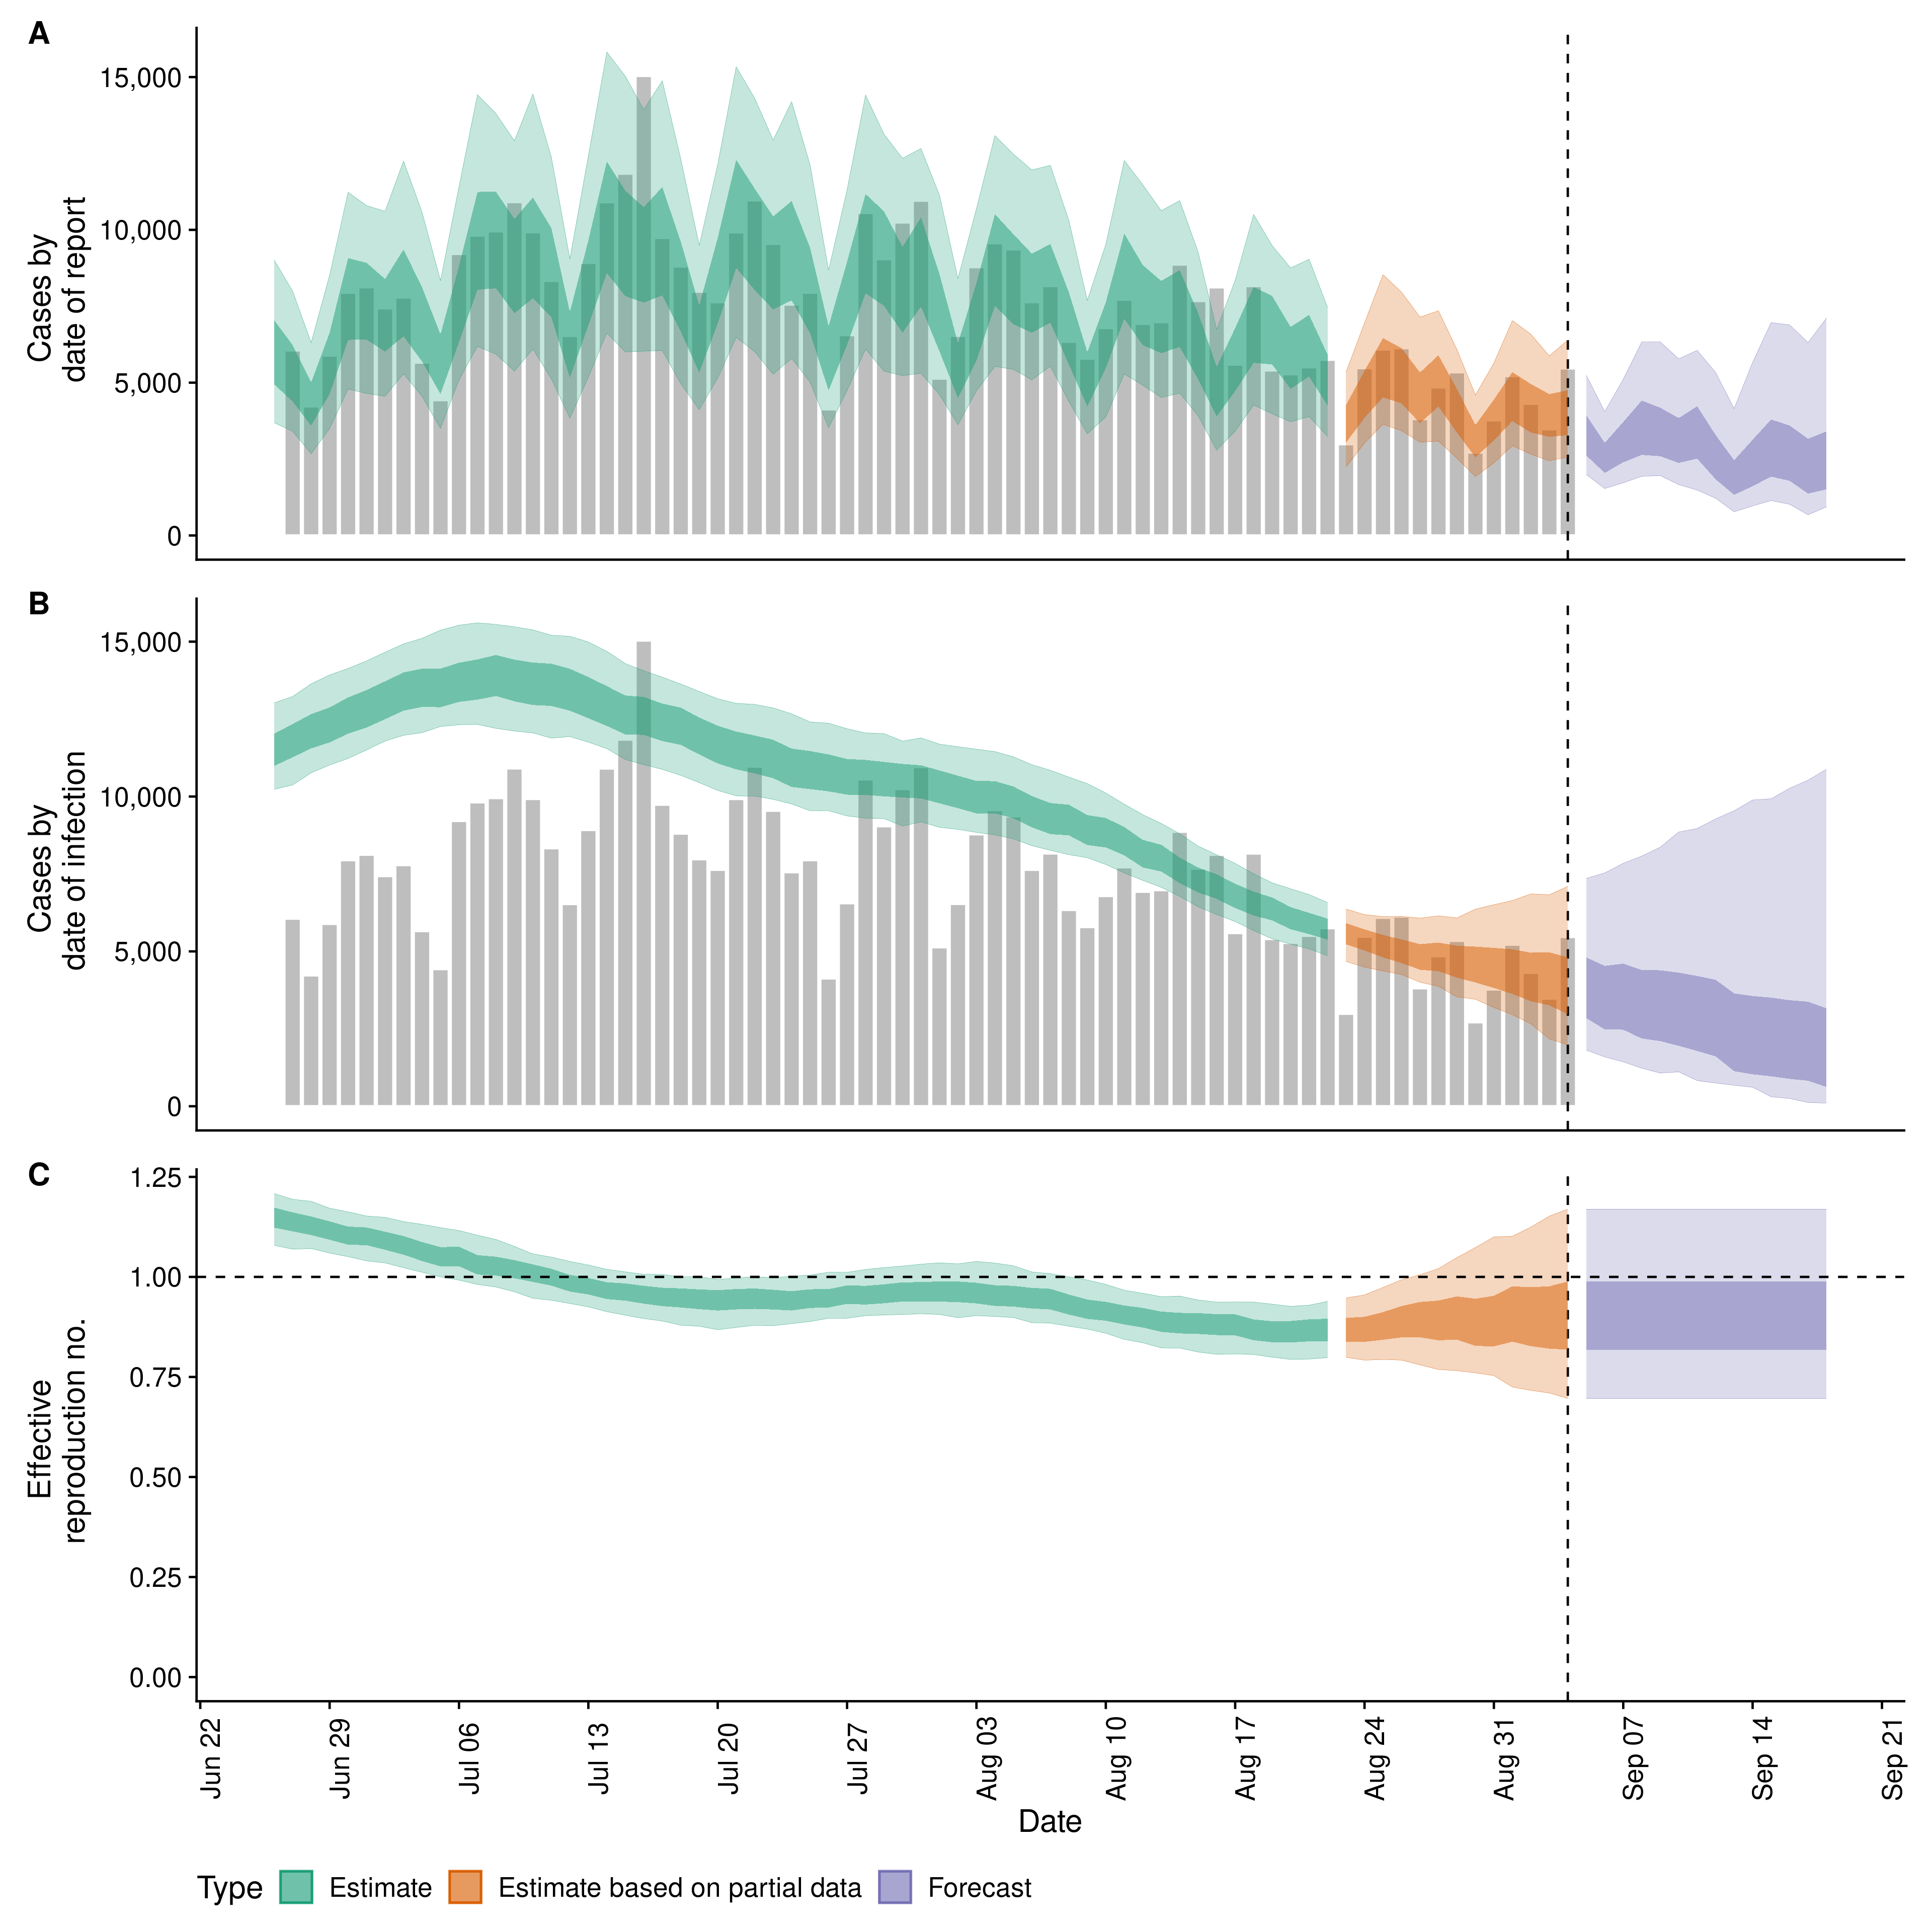 A
Cases by
date of report
15,000
10,000
5,000
0
B
Cases by
date of infection
15,000
10,000
5,000
0
C
Effective
reproduction no.
1.25
1.00
0.75
0.50
0.25
0.00
Jun 22
Jun 29
Jul 06
Jul 13
Jul 20
Jul 27
Aug 03
Aug 10
Aug 17
Aug 24
Aug 31
Sep 07
Sep 14
Sep 21
Date
Type Estimate Estimate based on partial data Forecast